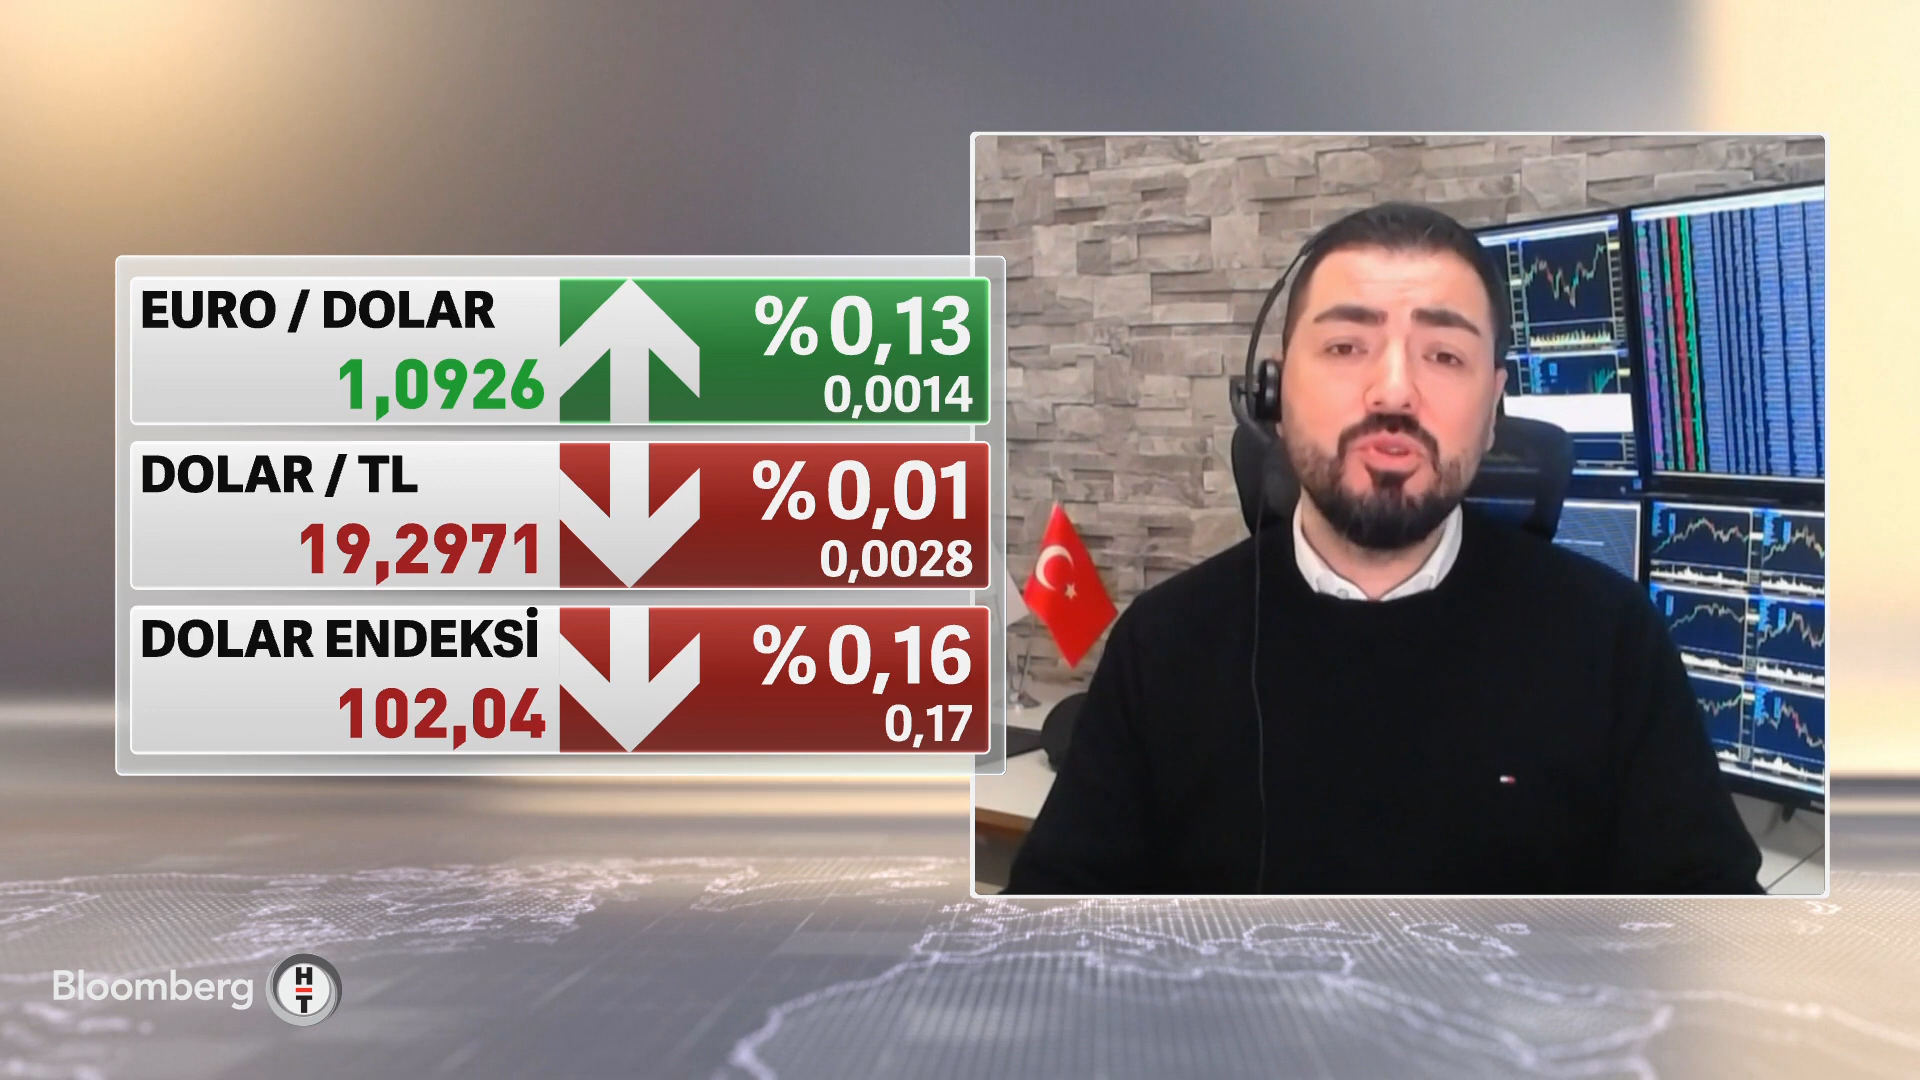 EURO / DOLAR
1,0926
%0,13
0,0014
DOLAR / TL
19,2971
%0,01
0,0028
DOLAR ENDEKSİ
102,04
%0,16
0,17
Bloomberg HT